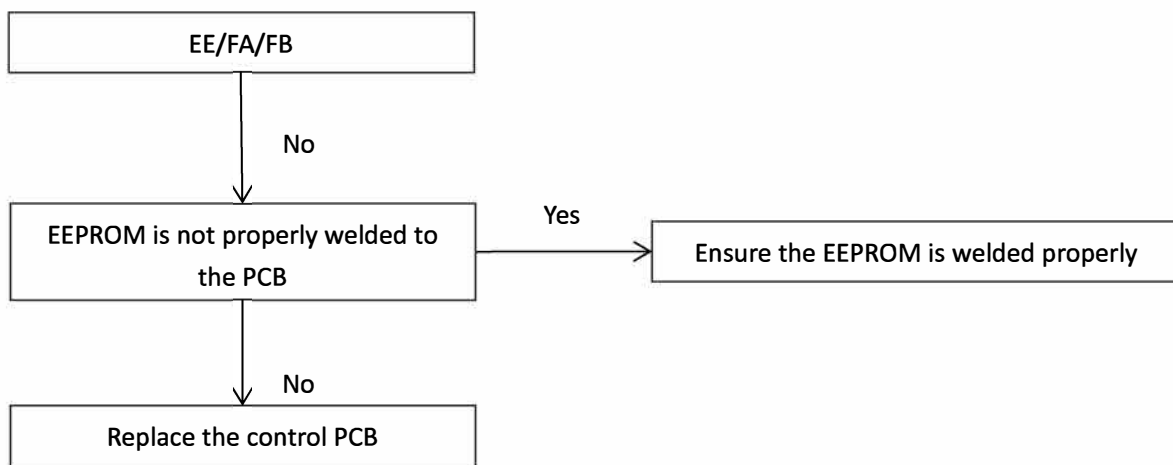 EE/FA/FB
No
EEPROM is not properly welded to
the PCB
Yes
Ensure the EEPROM is welded properly
No
Replace the control PCB